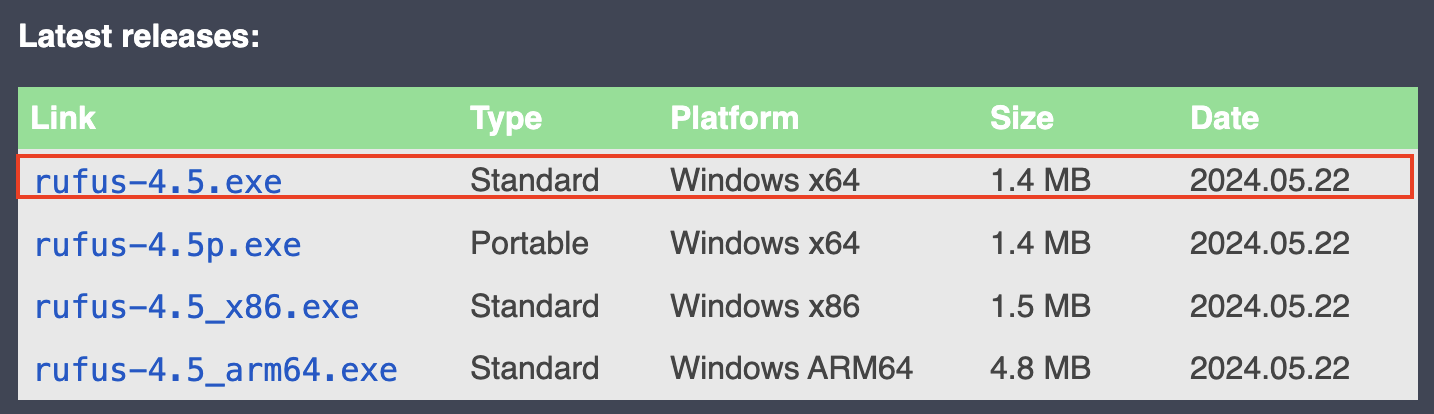 Latest releases:
Link Type Platform Size Date
rufus-4.5.exe Standard Windows x64 1.4 MB 2024.05.22
rufus-4.5p.exe Portable Windows x64 1.4 MB 2024.05.22
rufus-4.5_x86.exe Standard Windows x86 1.5 MB 2024.05.22
rufus-4.5_arm64.exe Standard Windows ARM64 4.8 MB 2024.05.22